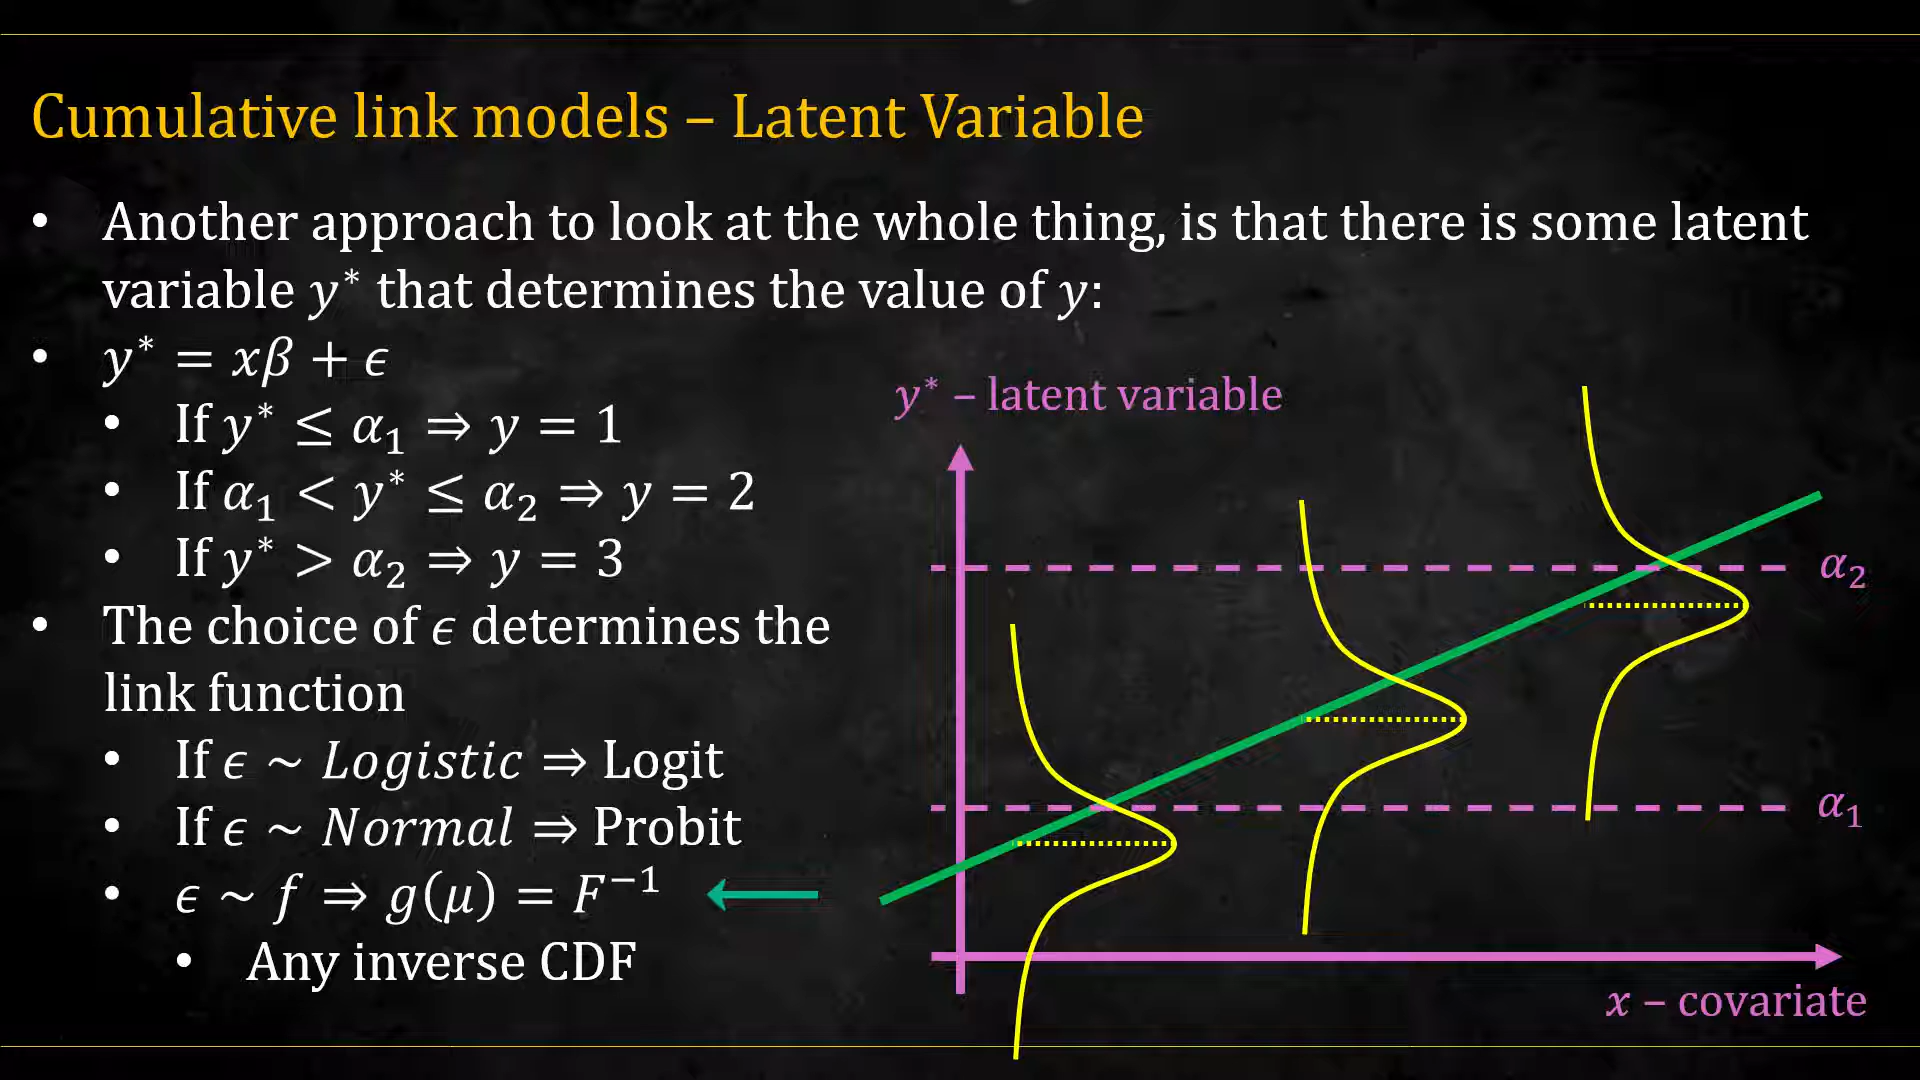 Cumulative link models – Latent Variable
• Another approach to look at the whole thing, is that there is some latent
variable y* that determines the value of y:
• y* = xβ + ϵ
• If y* ≤ α₁ ⇒ y = 1
• If α₁ < y* ≤ α₂ ⇒ y = 2
• If y* > α₂ ⇒ y = 3
• The choice of ϵ determines the
link function
• If ϵ ~ Logistic ⇒ Logit
• If ϵ ~ Normal ⇒ Probit
• ϵ ~ f ⇒ g(μ) = F⁻¹
• Any inverse CDF
y* – latent variable
α₂
α₁
x – covariate